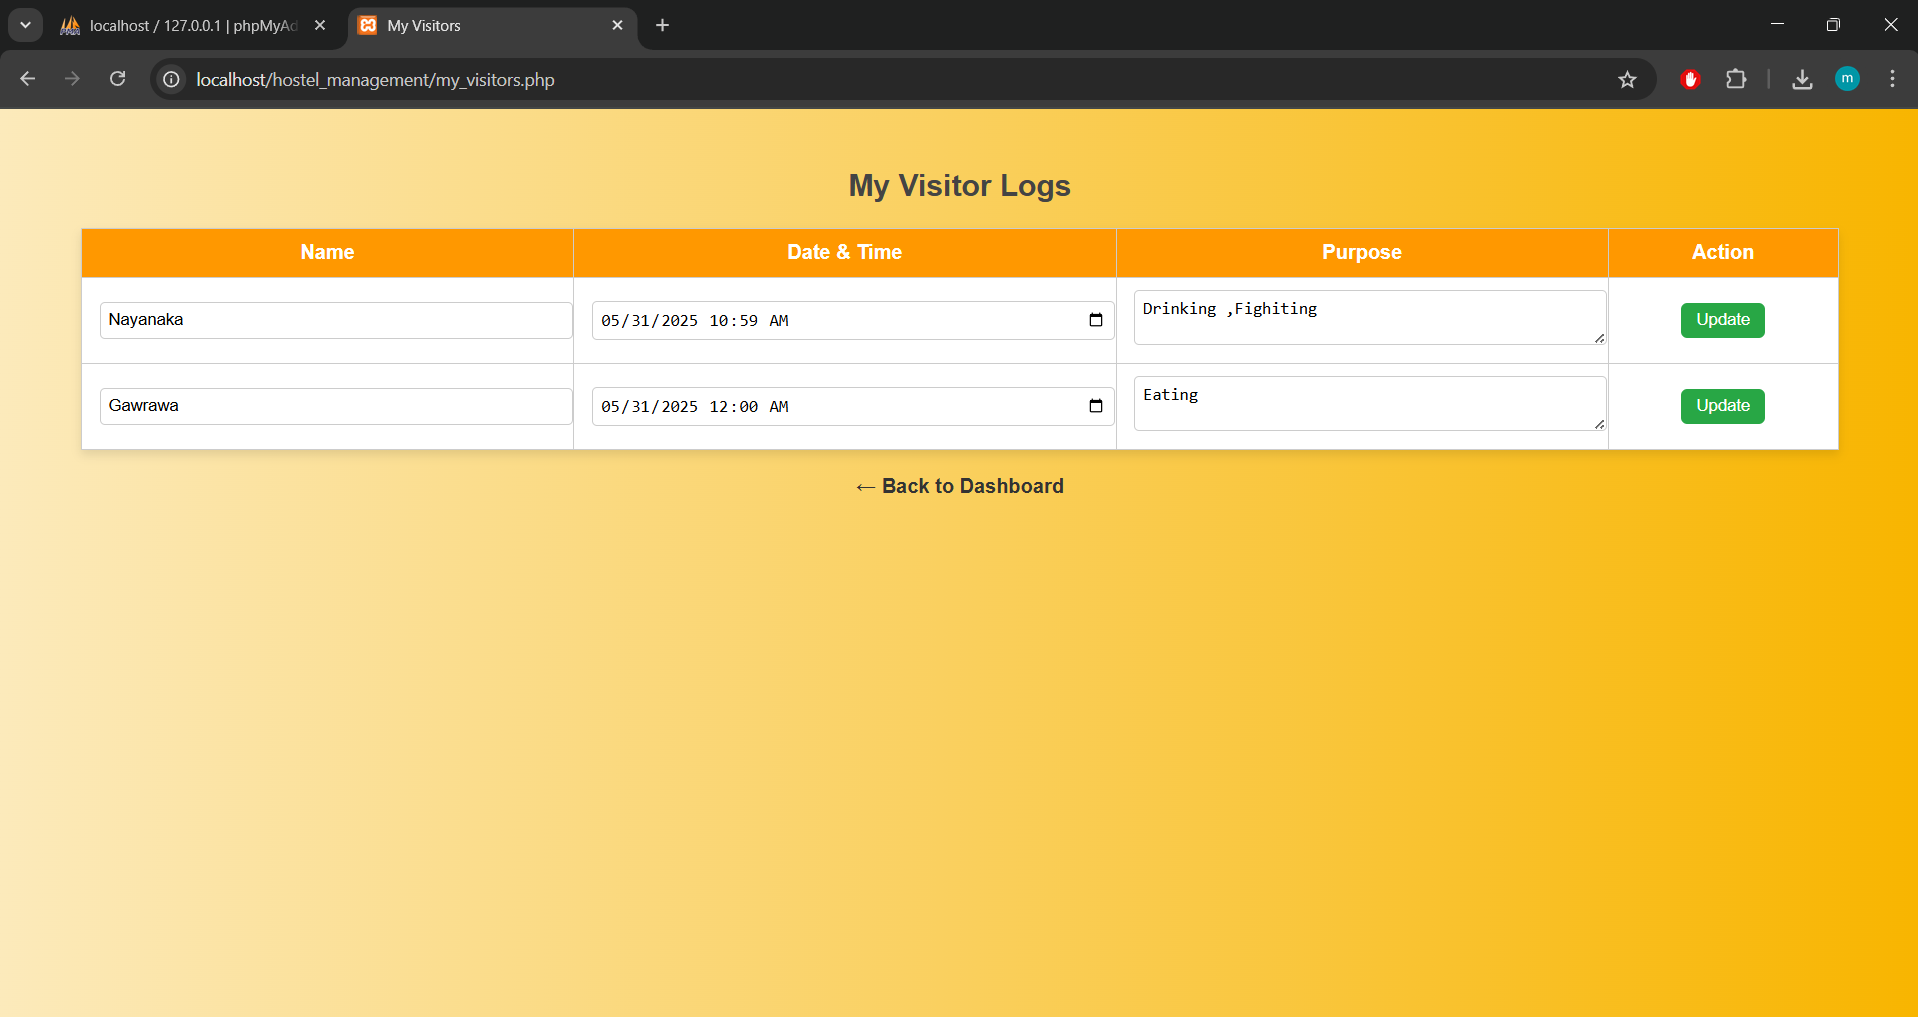 localhost / 127.0.0.1 | phpMyAd
My Visitors
localhost/hostel_management/my_visitors.php
m
My Visitor Logs
Name Date & Time Purpose Action
Nayanaka 05/31/2025 10:59 AM Drinking ,Fighiting Update
Gawrawa 05/31/2025 12:00 AM Eating Update
← Back to Dashboard